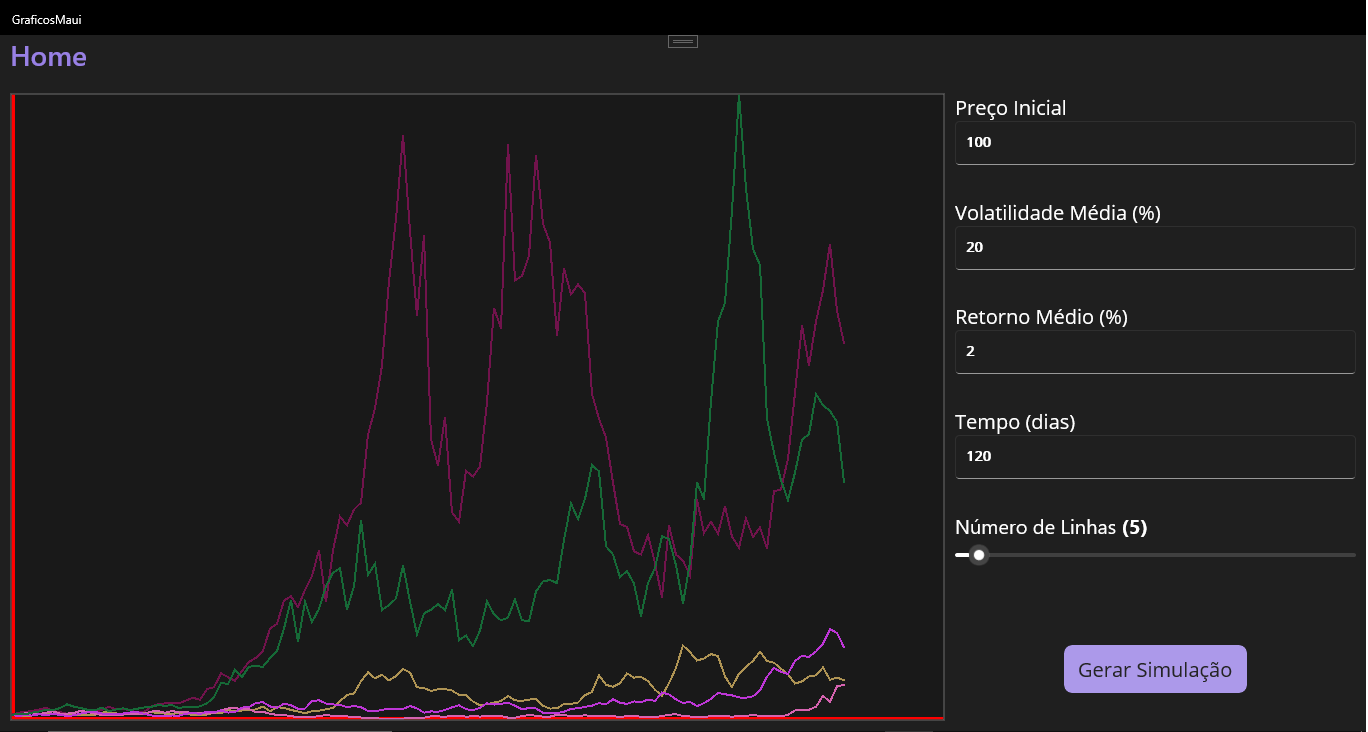 GraficosMaui
Home
Preço Inicial
100
Volatilidade Média (%)
20
Retorno Médio (%)
2
Tempo (dias)
120
Número de Linhas (5)
Gerar Simulação